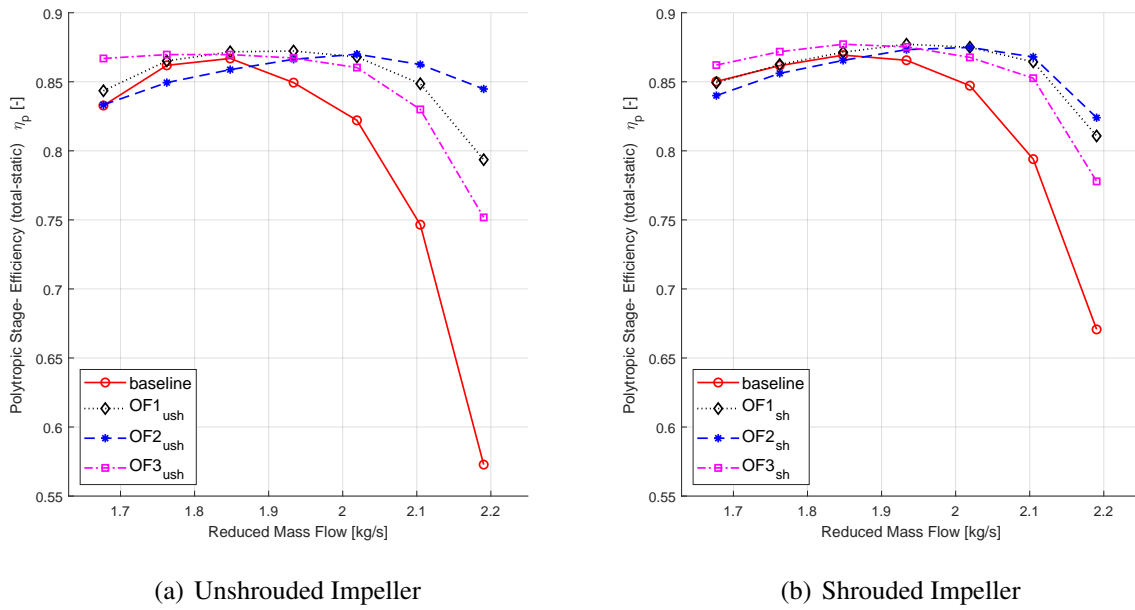 0.9
0.85
0.8
0.75
0.7
0.65
0.6
0.55
Polytropic Stage- Efficiency (total-static) η_p [-]
baseline
OF1_ush
OF2_ush
OF3_ush
1.7 1.8 1.9 2 2.1 2.2
Reduced Mass Flow [kg/s]
(a) Unshrouded Impeller
0.9
0.85
0.8
0.75
0.7
0.65
0.6
0.55
Polytropic Stage- Efficiency (total-static) η_p [-]
baseline
OF1_sh
OF2_sh
OF3_sh
1.7 1.8 1.9 2 2.1 2.2
Reduced Mass Flow [kg/s]
(b) Shrouded Impeller